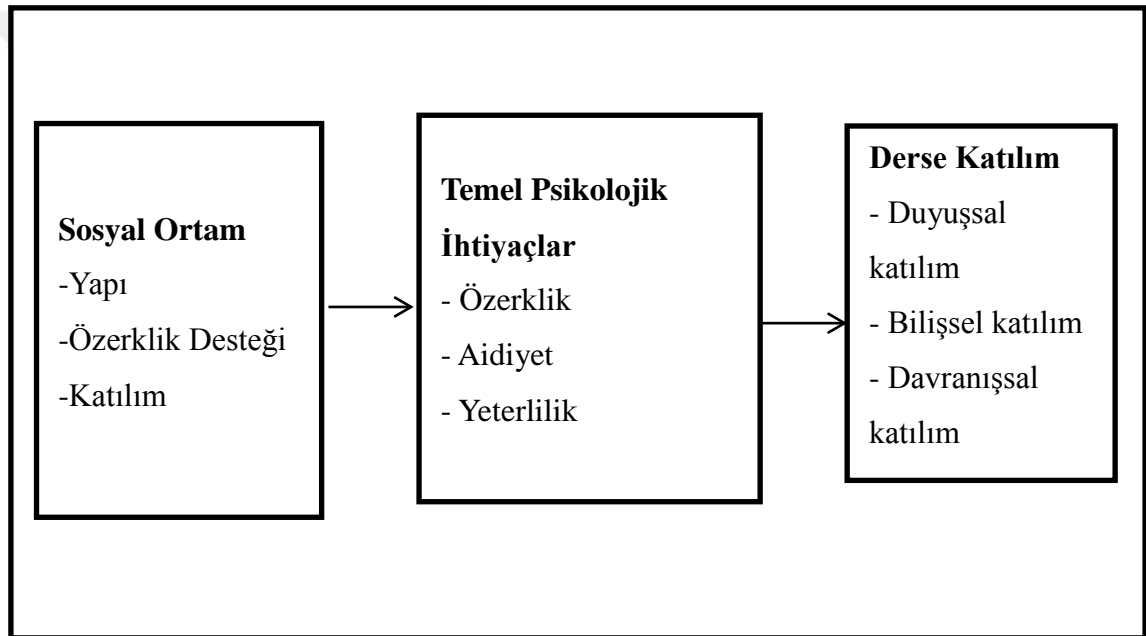 Sosyal Ortam
-Yapı
-Özerklik Desteği
-Katılım
Temel Psikolojik
İhtiyaçlar
- Özerklik
- Aidiyet
- Yeterlilik
Derse Katılım
- Duyuşsal
katılım
- Bilişsel katılım
- Davranışsal
katılım